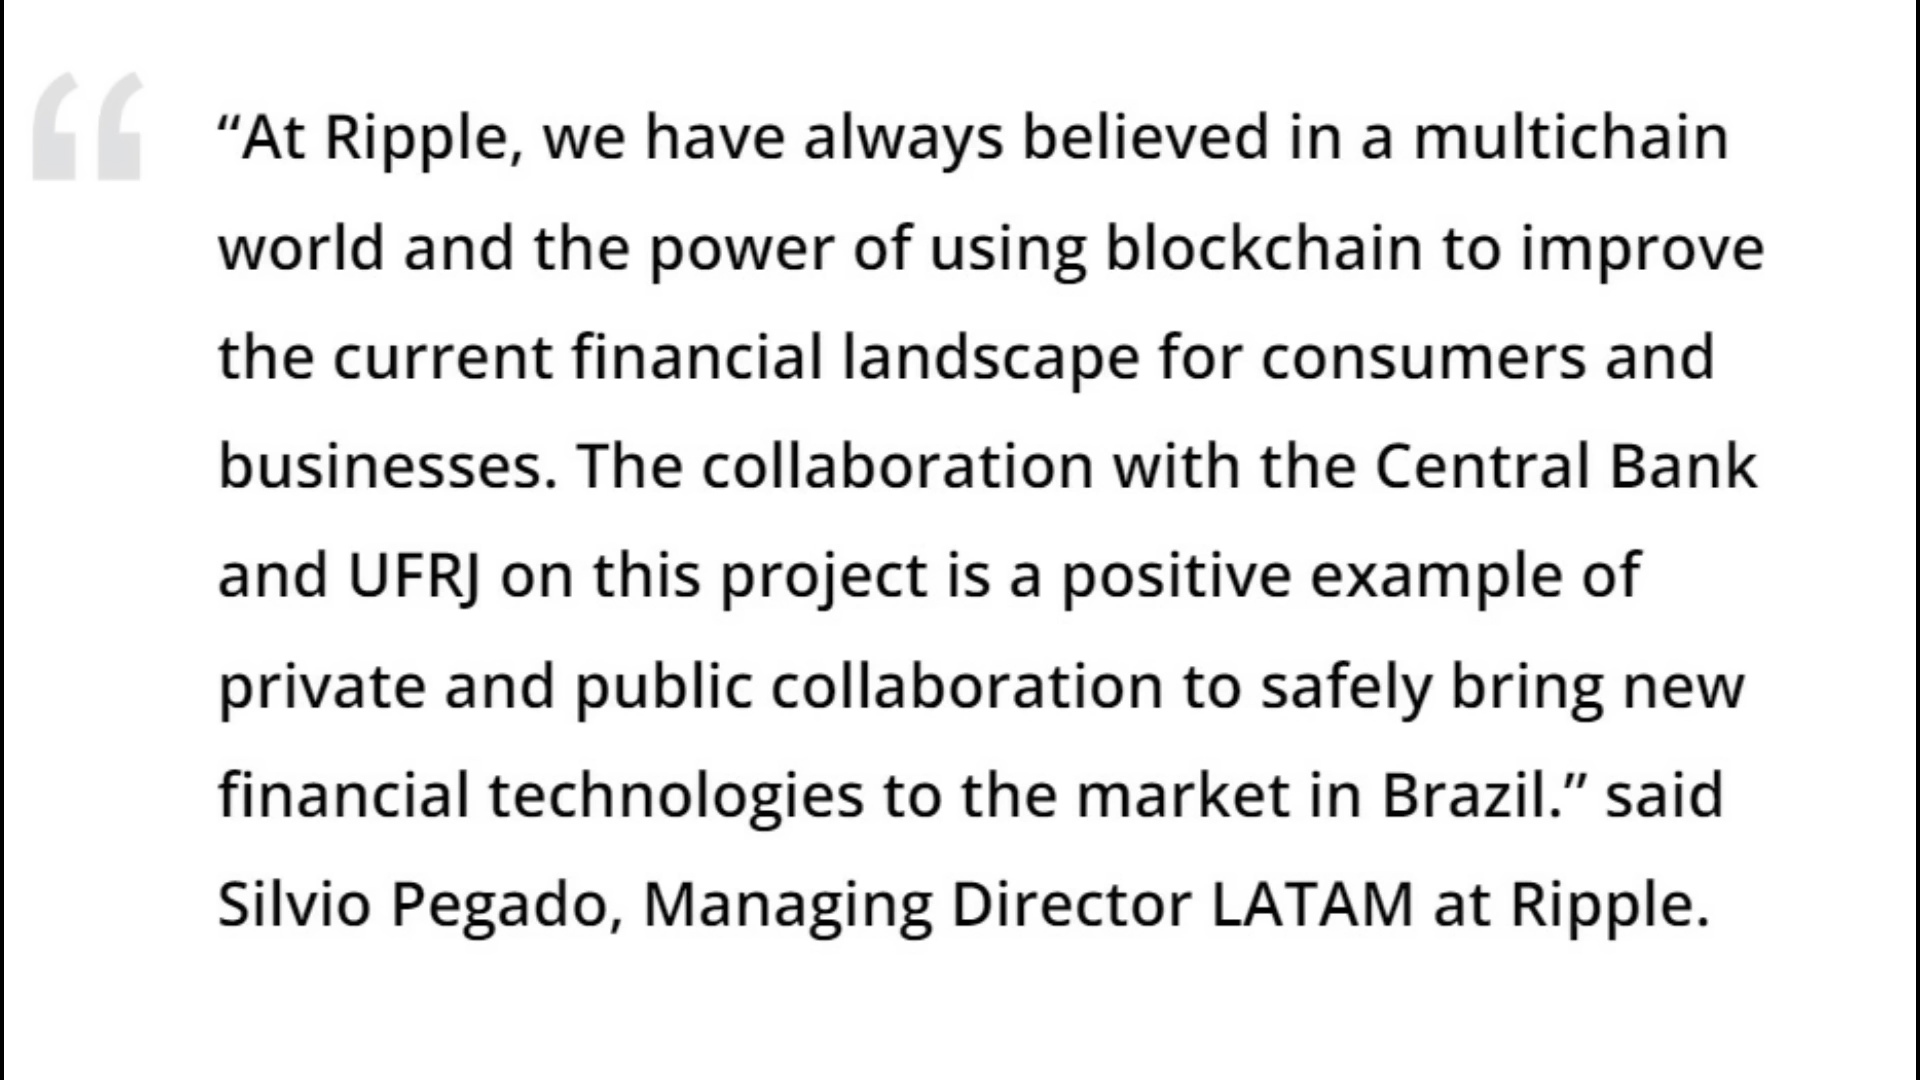 “At Ripple, we have always believed in a multichain
world and the power of using blockchain to improve
the current financial landscape for consumers and
businesses. The collaboration with the Central Bank
and UFRJ on this project is a positive example of
private and public collaboration to safely bring new
financial technologies to the market in Brazil.” said
Silvio Pegado, Managing Director LATAM at Ripple.